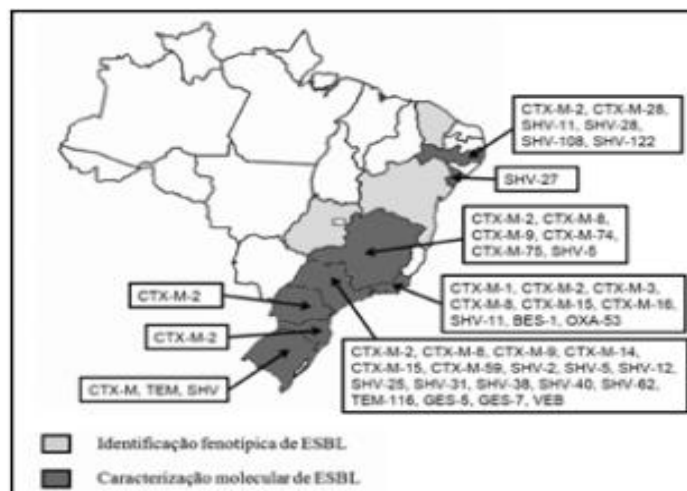 CTX-M-2, CTX-M-28,
SHV-11, SHV-28,
SHV-108, SHV-122
SHV-27
CTX-M-2, CTX-M-8,
CTX-M-9, CTX-M-74,
CTX-M-75, SHV-5
CTX-M-1, CTX-M-2, CTX-M-3,
CTX-M-8, CTX-M-15, CTX-M-16,
SHV-11, BES-1, OXA-53
CTX-M-2
CTX-M-2
CTX-M-2, CTX-M-8, CTX-M-9, CTX-M-14,
CTX-M-15, CTX-M-59, SHV-2, SHV-5, SHV-12,
SHV-25, SHV-31, SHV-38, SHV-40, SHV-62,
TEM-116, GES-5, GES-7, VEB
CTX-M, TEM, SHV
Identificação fenotípica de ESBL
Caracterização molecular de ESBL